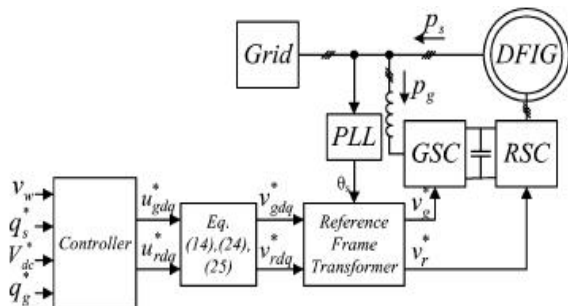 p_s
Grid
DFIG
p_g
PLL
GSC
RSC
θ_s
v_w
q_s^*
V_dc^*
q_g^*
Controller
u_gdq^*
u_rdq^*
Eq.
(14),(24),
(25)
v_gdq^*
v_rdq^*
Reference
Frame
Transformer
v_g^*
v_r^*